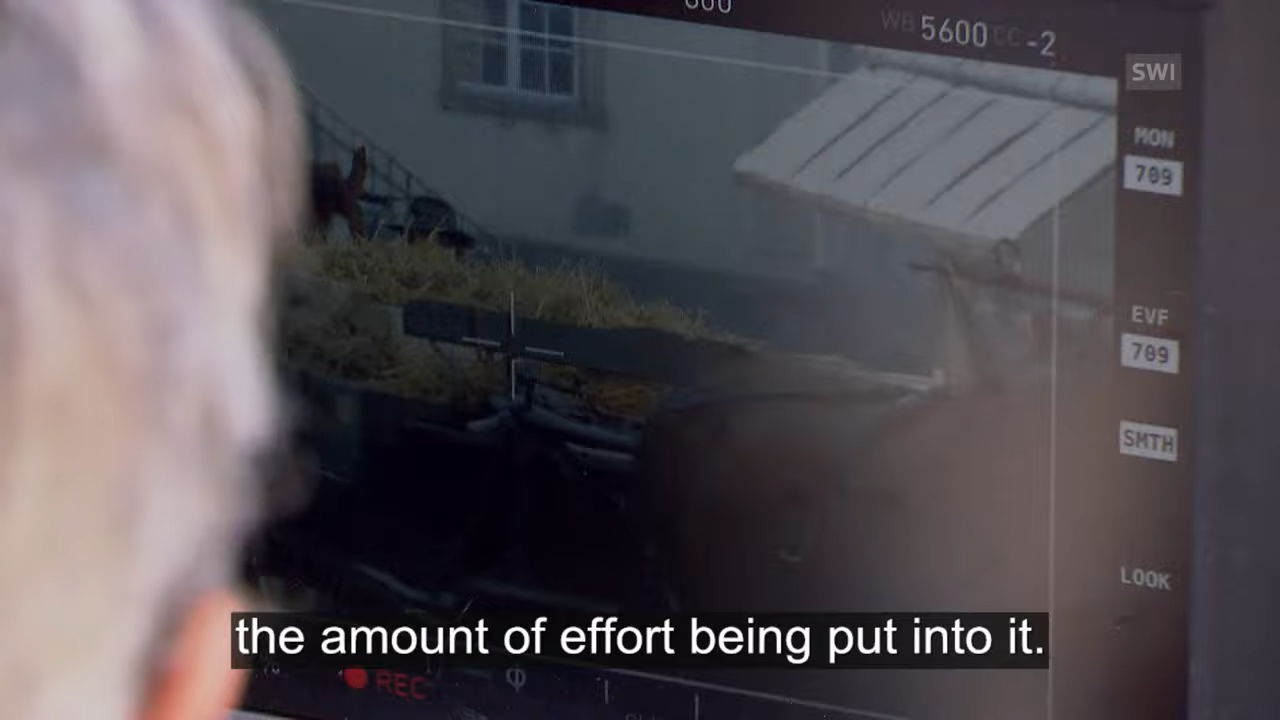 WB 5600 CC -2
SWI
MON
709
EVF
709
SMTH
LOOK
the amount of effort being put into it.
REC